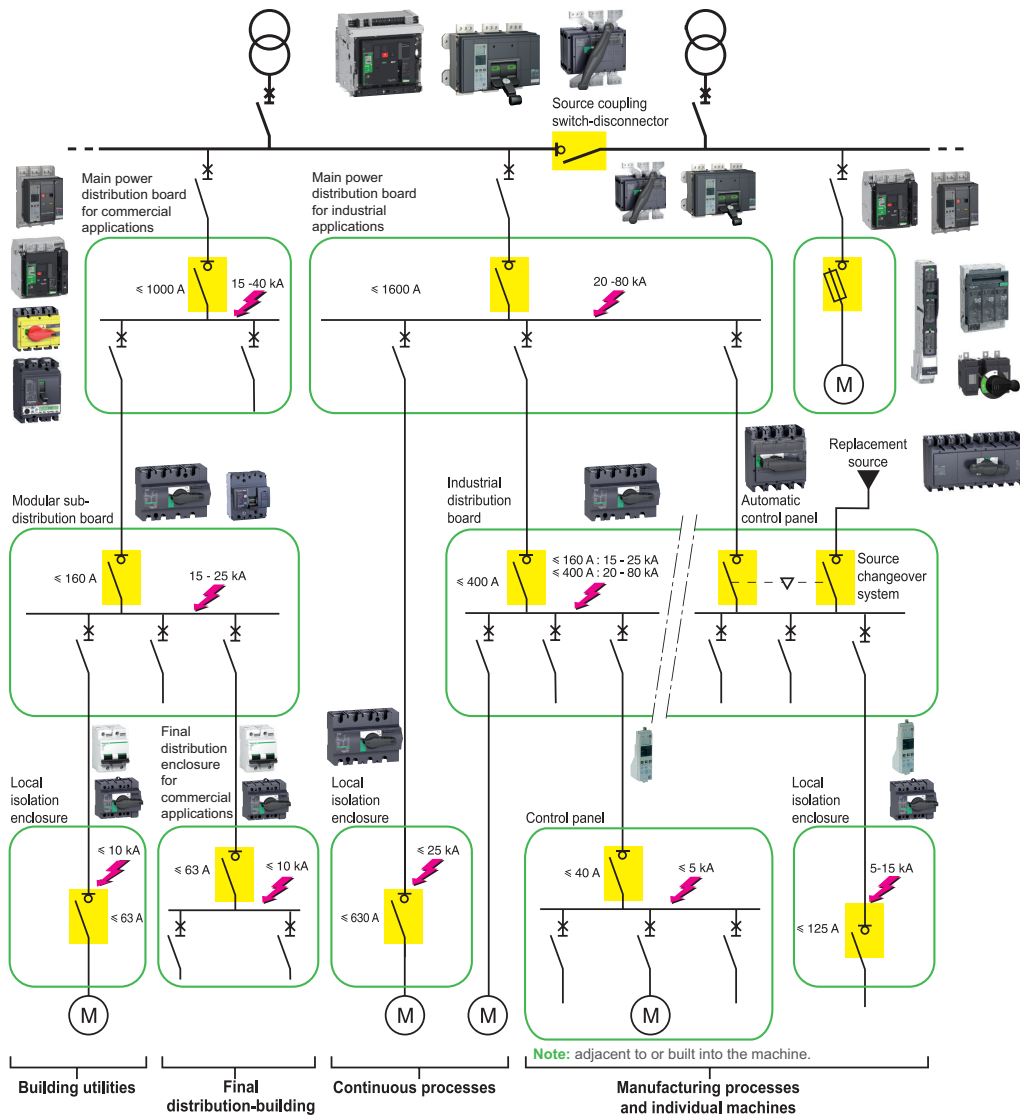 Source coupling
switch-disconnector
Main power
distribution board
for commercial
applications
Main power
distribution board
for industrial
applications
⩽ 1000 A
15 -40 kA
⩽ 1600 A
20 -80 kA
M
Replacement
source
Modular sub-
distribution board
Industrial
distribution
board
Automatic
control panel
⩽ 160 A
15 - 25 kA
⩽ 400 A
⩽ 160 A : 15 - 25 kA
⩽ 400 A : 20 - 80 kA
Source
changeover
system
Local
isolation
enclosure
Final
distribution
enclosure
for
commercial
applications
Local
isolation
enclosure
Control panel
Local
isolation
enclosure
⩽ 10 kA
⩽ 63 A
⩽ 63 A
⩽ 10 kA
⩽ 25 kA
⩽ 630 A
⩽ 40 A
⩽ 5 kA
5-15 kA
⩽ 125 A
M
M
M
M
Note: adjacent to or built into the machine.
Building utilities
Final
distribution-building
Continuous processes
Manufacturing processes
and individual machines